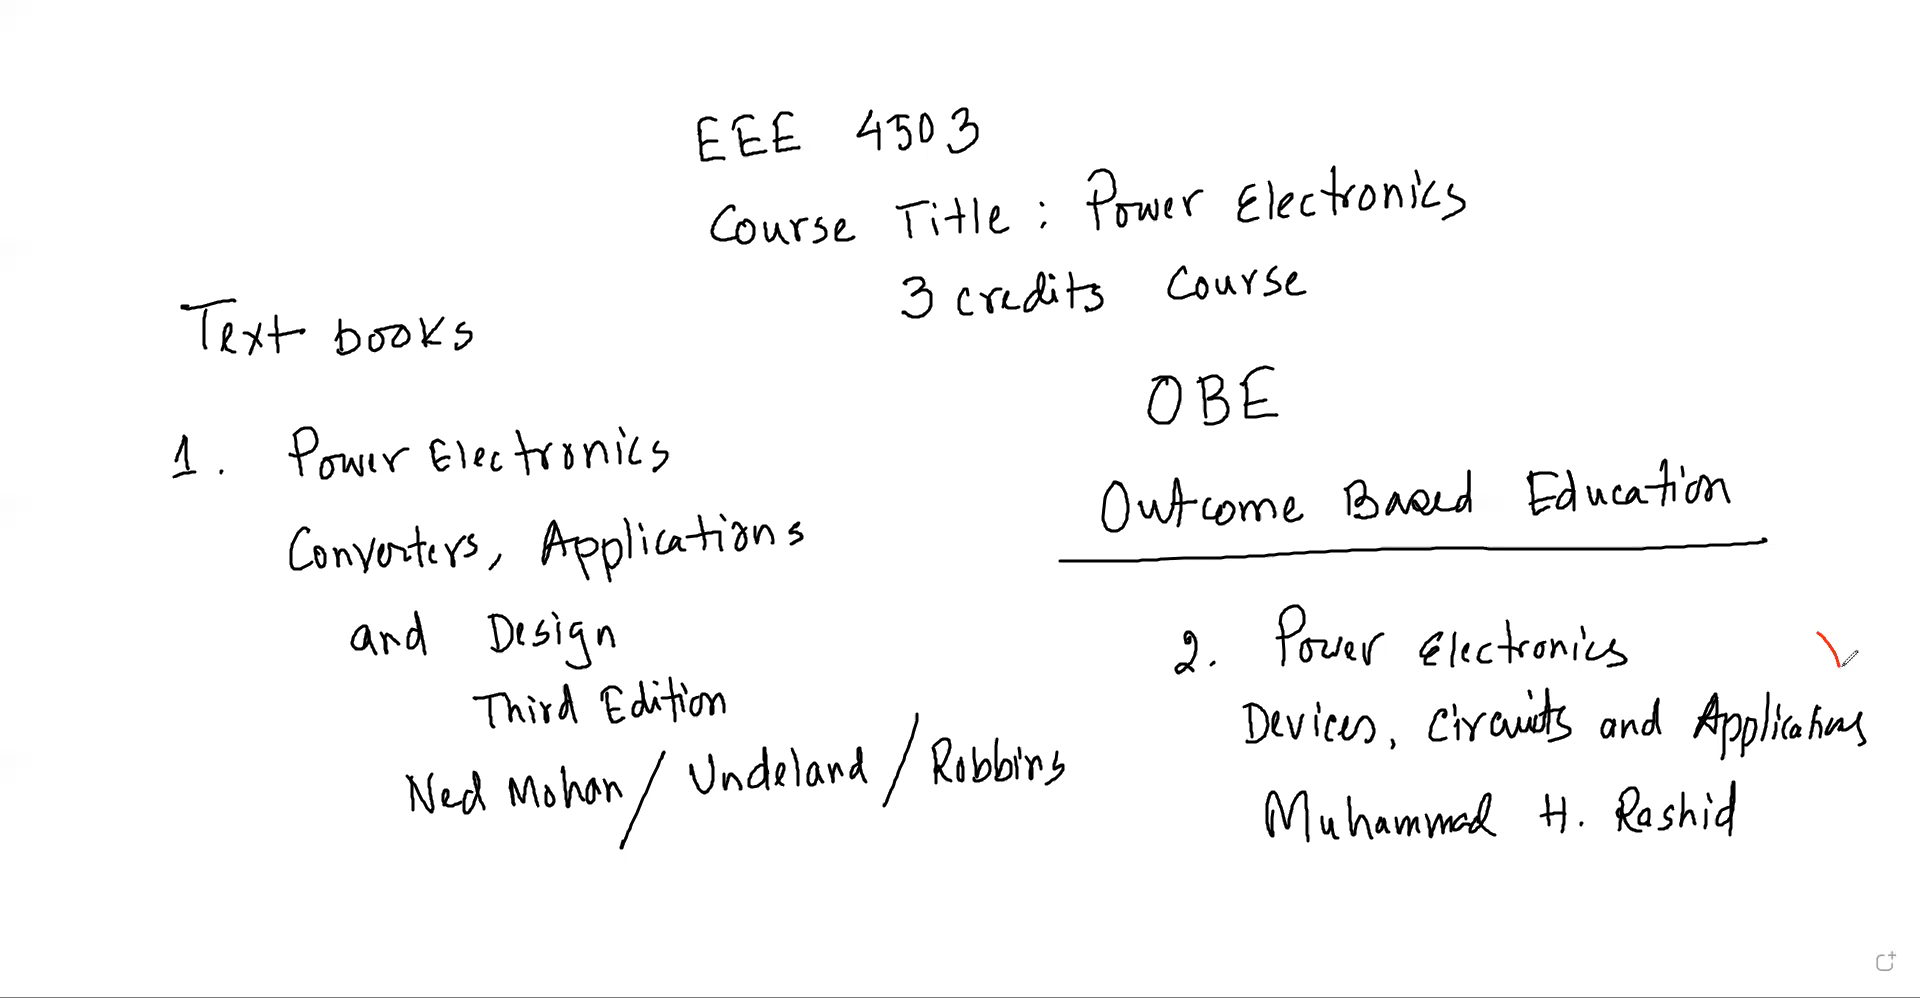 EEE 4503
Course Title : Power Electronics
3 credits Course
Text books
OBE
Outcome Based Education
1. Power Electronics
Converters, Applications
and Design
Third Edition
Ned Mohan / Undeland / Robbins
2. Power Electronics
Devices, Circuits and Applications
Muhammad H. Rashid